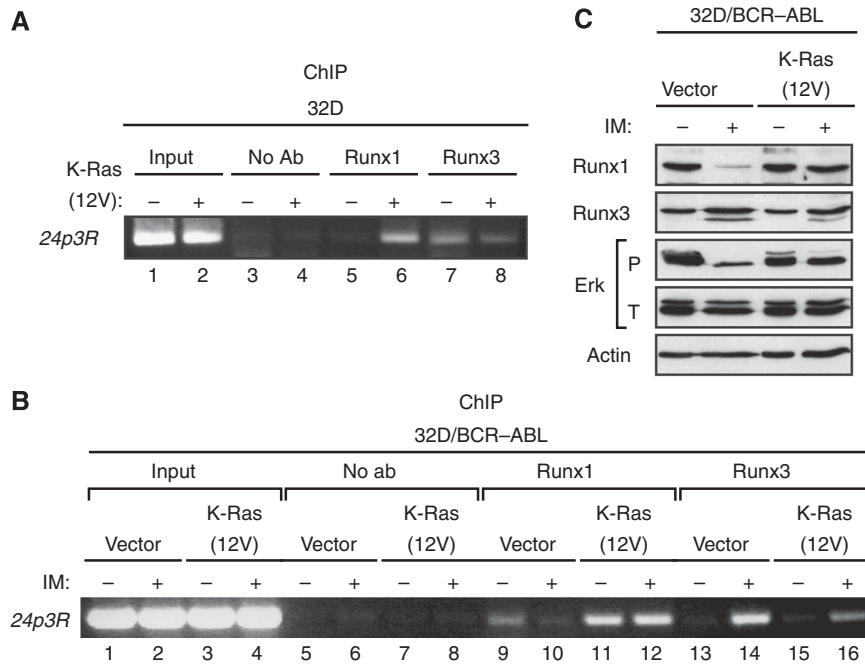 A
ChIP
32D
K-Ras
(12V):
Input No Ab Runx1 Runx3
– + – + – + – +
24p3R
1 2 3 4 5 6 7 8
C
32D/BCR–ABL
Vector K-Ras
(12V)
IM: – + – +
Runx1
Runx3
Erk P
T
Actin
B
ChIP
32D/BCR–ABL
Input No ab Runx1 Runx3
Vector K-Ras
(12V) Vector K-Ras
(12V) Vector K-Ras
(12V) Vector K-Ras
(12V)
IM: – + – + – + – + – + – + – + – +
24p3R
1 2 3 4 5 6 7 8 9 10 11 12 13 14 15 16